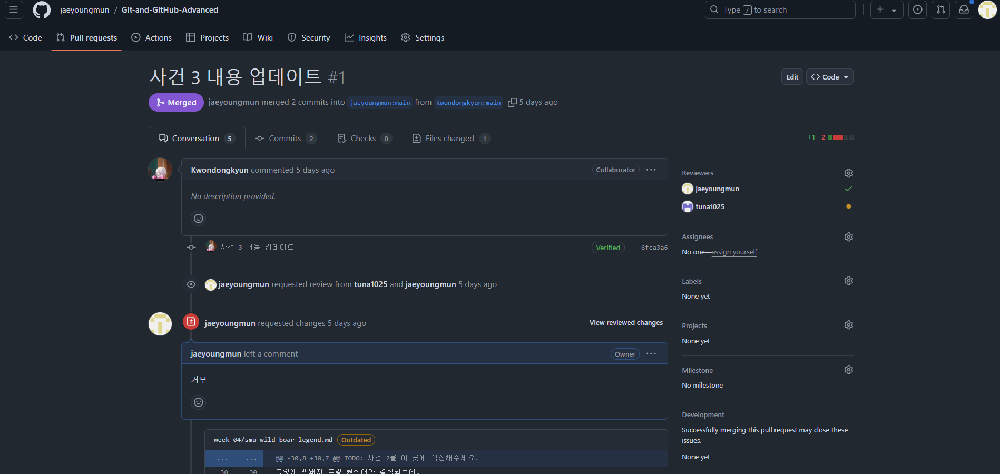 jaeyoungmun / Git-and-GitHub-Advanced
Type / to search
Code
Pull requests
Actions
Projects
Wiki
Security
Insights
Settings
사건 3 내용 업데이트 #1
Edit
<> Code
Merged
jaeyoungmun merged 2 commits into jaeyoungmun:main from Kwondongkyun:main 5 days ago
Conversation 5
Commits 2
Checks 0
Files changed 1
+1 −2
Kwondongkyun commented 5 days ago
Collaborator
No description provided.
사건 3 내용 업데이트
Verified
6fca3a6
jaeyoungmun requested review from tuna1025 and jaeyoungmun 5 days ago
jaeyoungmun requested changes 5 days ago
View reviewed changes
jaeyoungmun left a comment
Owner
거부
week-04/smu-wild-boar-legend.md
Outdated
... ... @@ -30,8 +30,7 @@ TODO: 사건 2을 이 곳에 작성해주세요.
30 30 그렇게 멧돼지 토벌 원정대가 결성되는데.
Reviewers
jaeyoungmun
tuna1025
Assignees
No one—assign yourself
Labels
None yet
Projects
None yet
Milestone
No milestone
Development
Successfully merging this pull request may close these
issues.
None yet